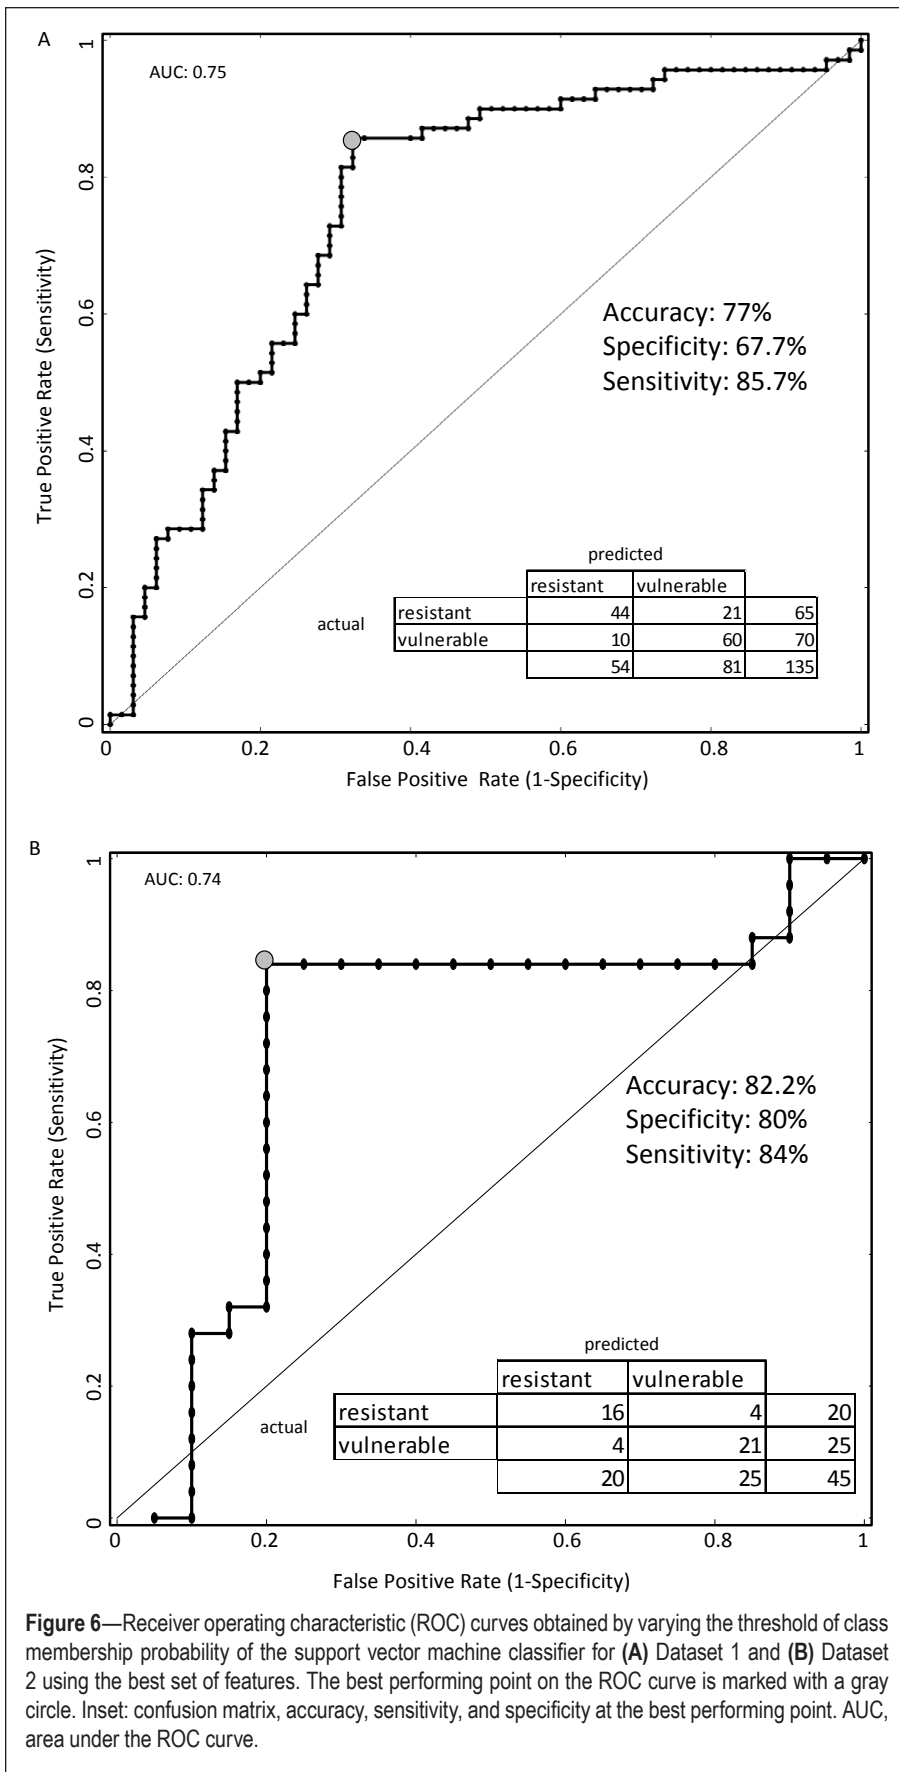 A
AUC: 0.75
1
0.8
0.6
0.4
0.2
0
True Positive Rate (Sensitivity)
Accuracy: 77%
Specificity: 67.7%
Sensitivity: 85.7%
predicted
resistant vulnerable
actual
resistant 44 21 65
vulnerable 10 60 70
54 81 135
0 0.2 0.4 0.6 0.8 1
False Positive Rate (1-Specificity)
B
AUC: 0.74
1
0.8
0.6
0.4
0.2
0
True Positive Rate (Sensitivity)
Accuracy: 82.2%
Specificity: 80%
Sensitivity: 84%
predicted
resistant vulnerable
actual
resistant 16 4 20
vulnerable 4 21 25
20 25 45
0 0.2 0.4 0.6 0.8 1
False Positive Rate (1-Specificity)
Figure 6—Receiver operating characteristic (ROC) curves obtained by varying the threshold of class
membership probability of the support vector machine classifier for (A) Dataset 1 and (B) Dataset
2 using the best set of features. The best performing point on the ROC curve is marked with a gray
circle. Inset: confusion matrix, accuracy, sensitivity, and specificity at the best performing point. AUC,
area under the ROC curve.